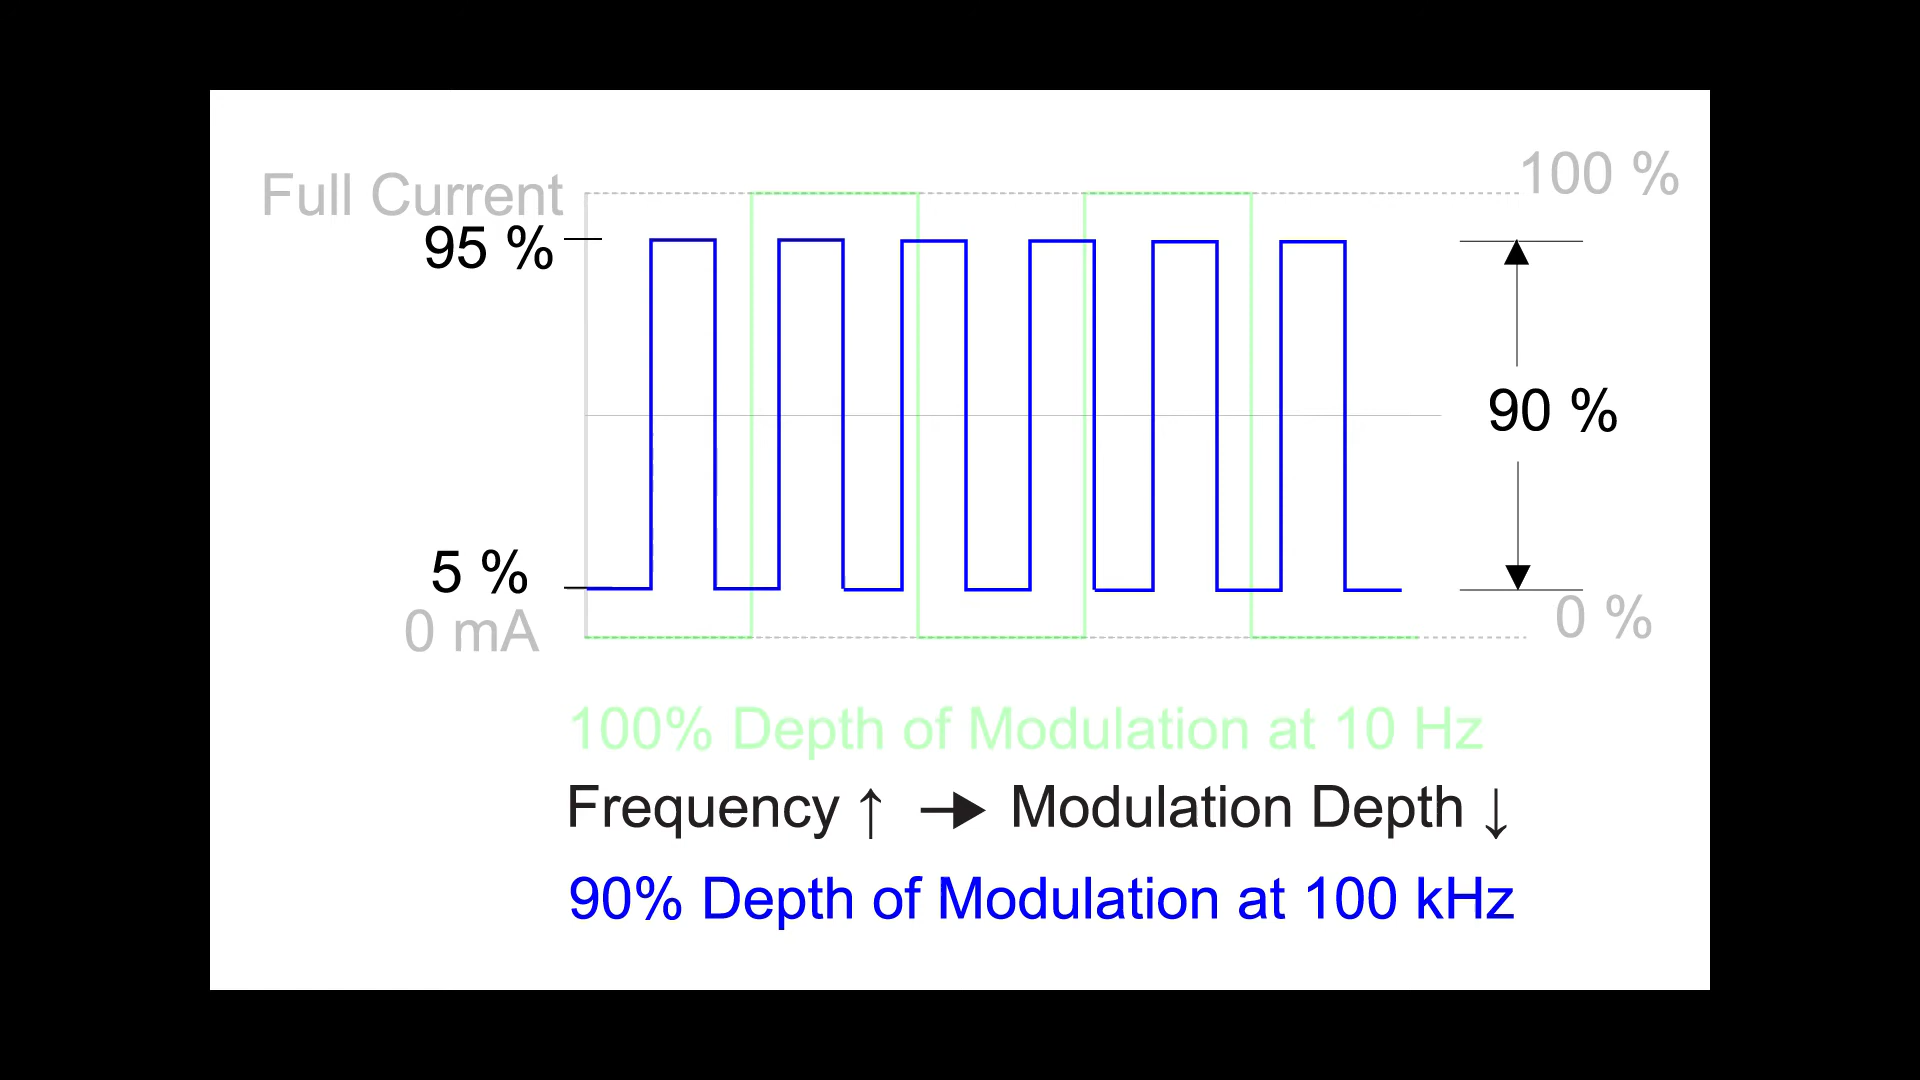 Full Current
100 %
95 %
90 %
5 %
0 mA
0 %
100% Depth of Modulation at 10 Hz
Frequency ↑ → Modulation Depth ↓
90% Depth of Modulation at 100 kHz